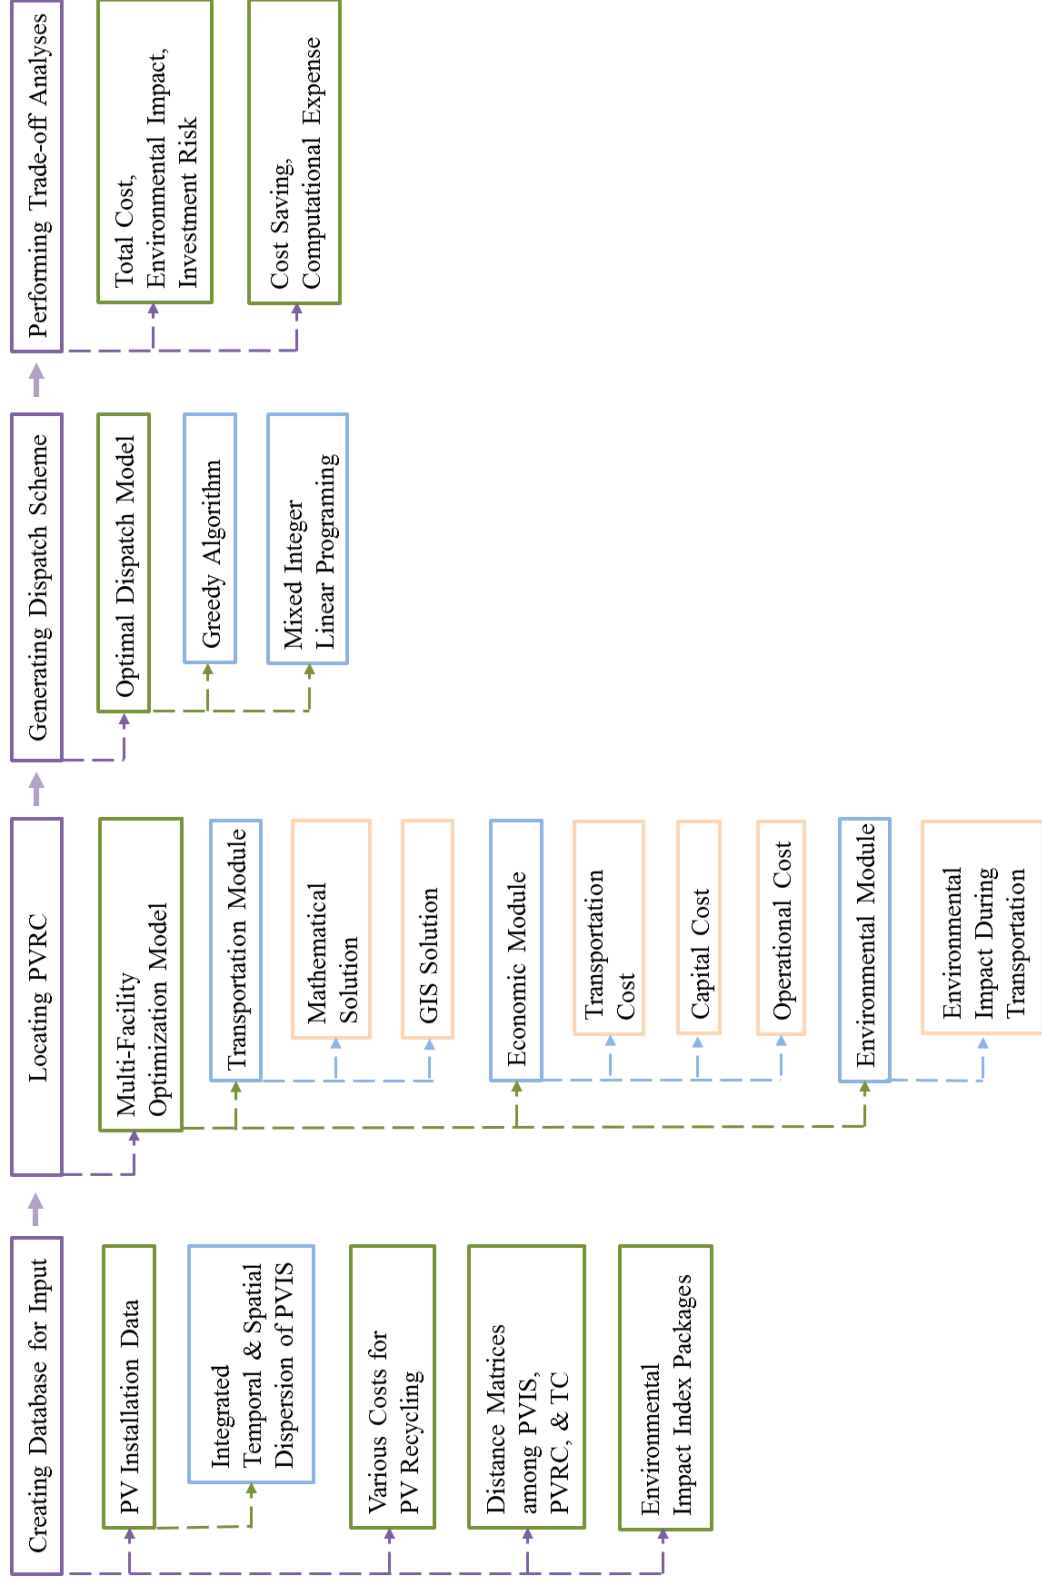 Creating Database for Input
PV Installation Data
Integrated
Temporal & Spatial
Dispersion of PVIS
Various Costs for
PV Recycling
Distance Matrices
among PVIS,
PVRC, & TC
Environmental
Impact Index Packages
Locating PVRC
Multi-Facility
Optimization Model
Transportation Module
Mathematical
Solution
GIS Solution
Economic Module
Transportation
Cost
Capital Cost
Operational Cost
Environmental Module
Environmental
Impact During
Transportation
Generating Dispatch Scheme
Optimal Dispatch Model
Greedy Algorithm
Mixed Integer
Linear Programing
Performing Trade-off Analyses
Total Cost,
Environmental Impact,
Investment Risk
Cost Saving,
Computational Expense